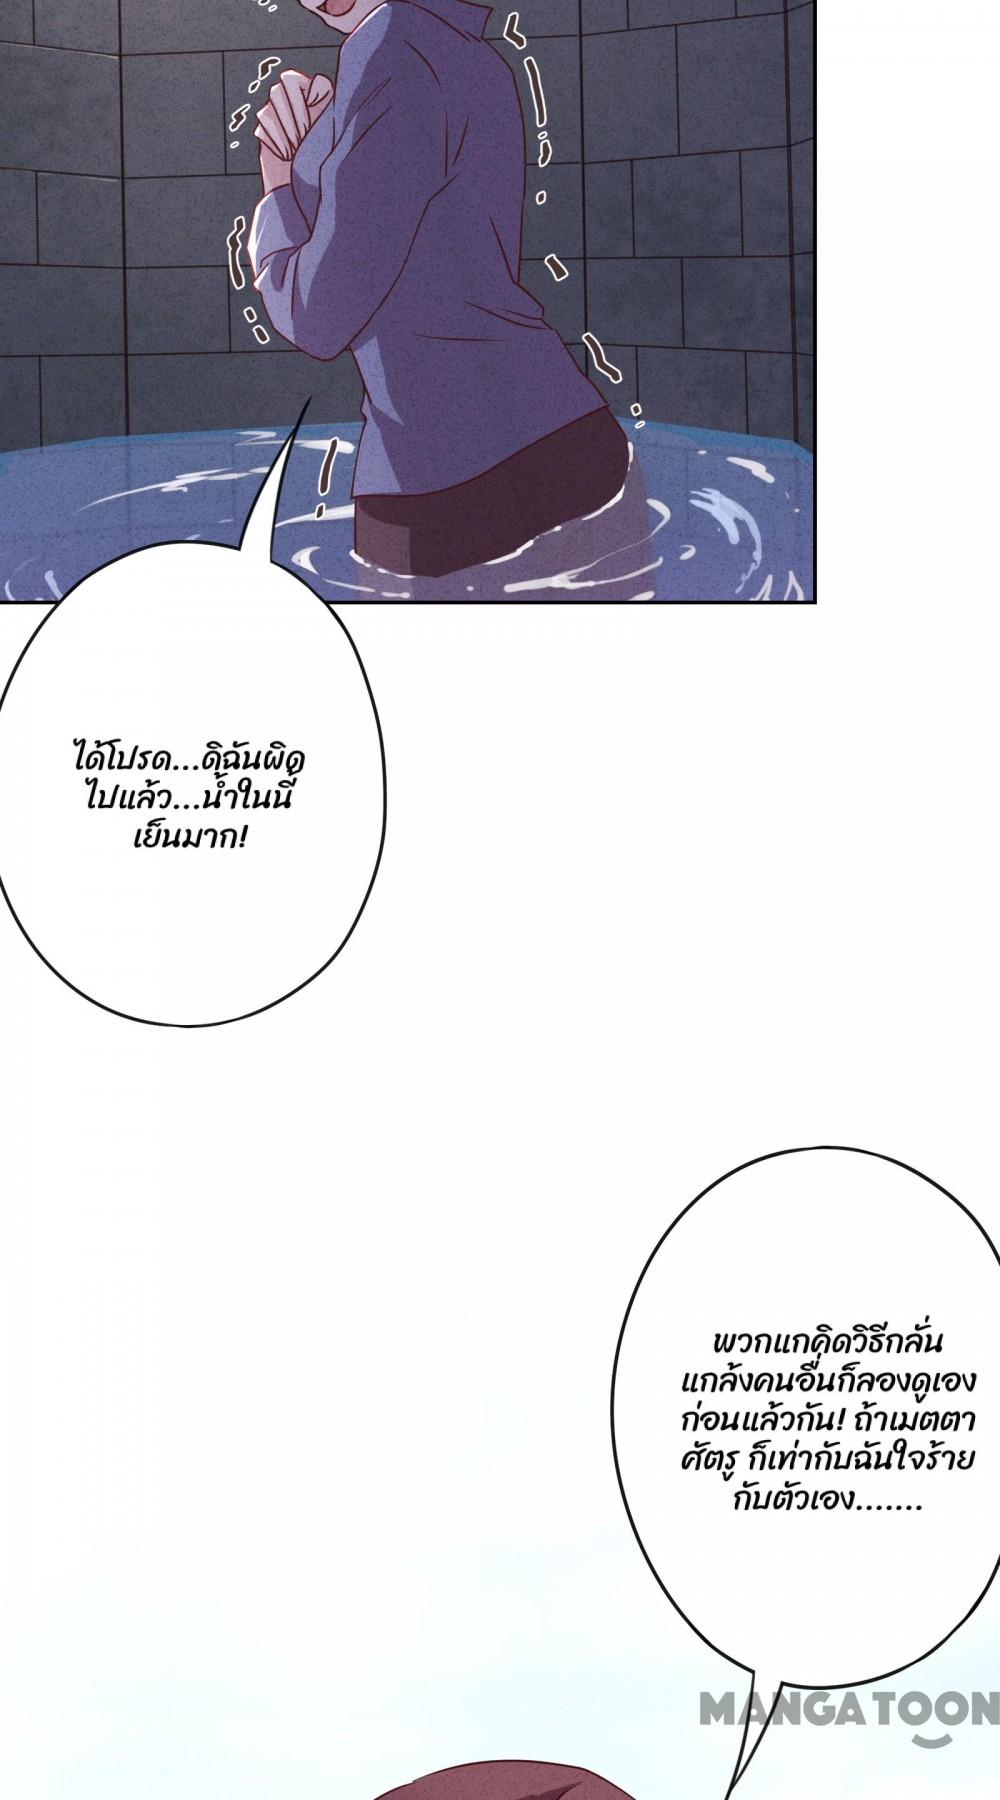 ได้โปรด...ดิฉันผิด
ไปแล้ว...น้ำในนี้
เย็นมาก!
พวกแกคิดวิธีกลั่น
แกล้งคนอื่นก็ลองดูเอง
ก่อนแล้วกัน! ถ้าเมตตา
ศัตรู ก็เท่ากับฉันใจร้าย
กับตัวเอง.......
MANGATOON